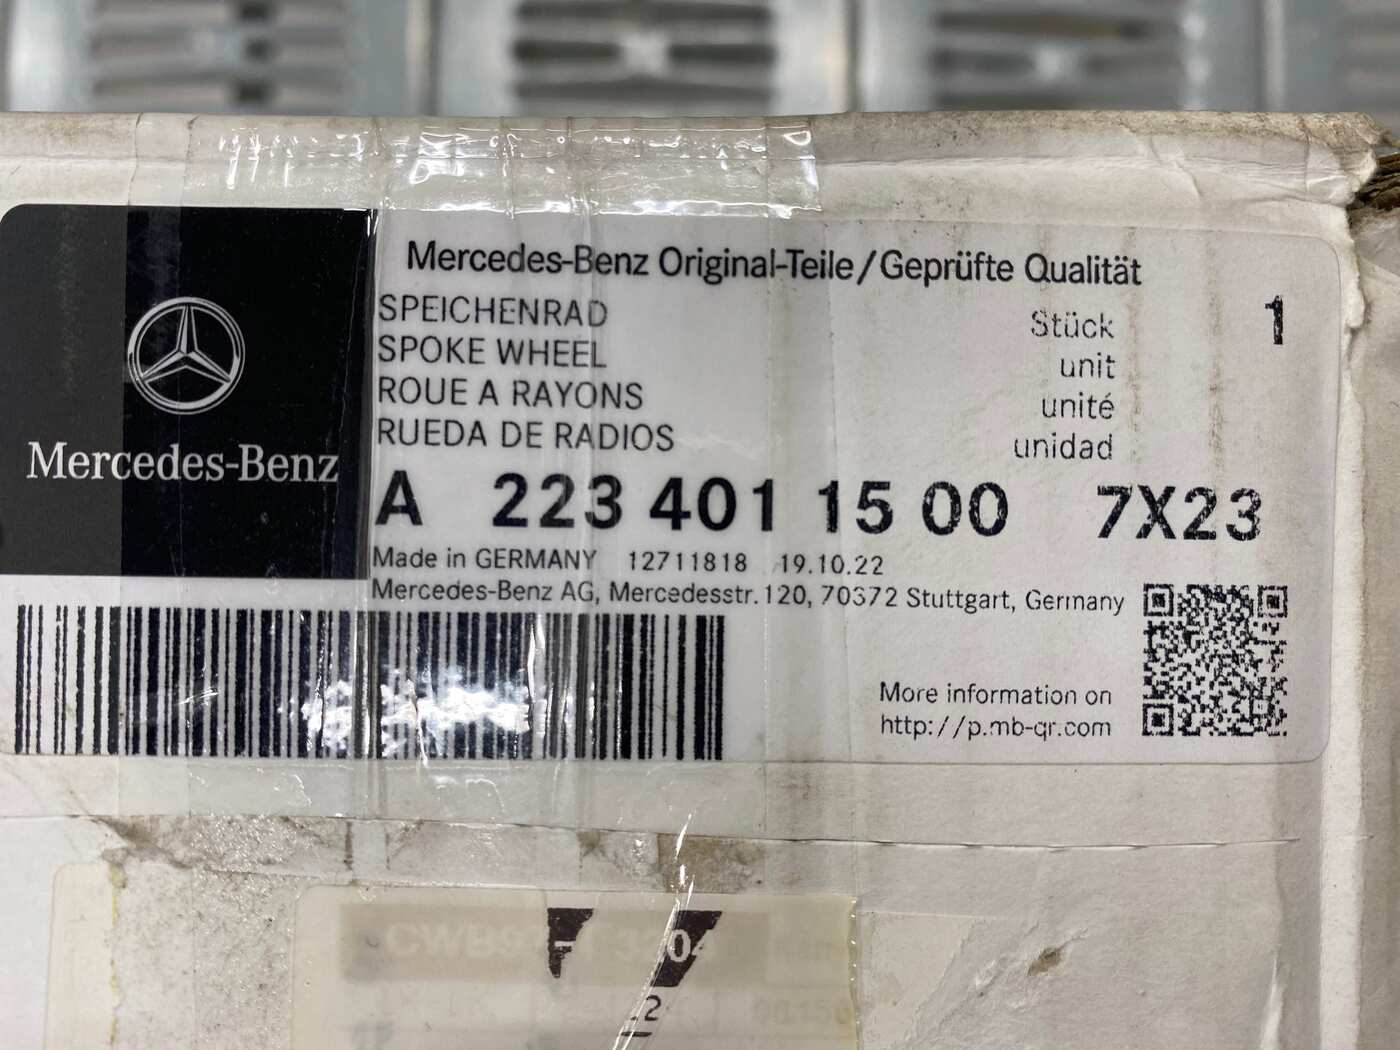 Mercedes-Benz Original-Teile/Geprüfte Qualität
SPEICHENRAD
SPOKE WHEEL
ROUE A RAYONS
RUEDA DE RADIOS
Stück 1
unit
unité
unidad
Mercedes-Benz
A 223 401 15 00 7X23
Made in GERMANY 12711818 19.10.22
Mercedes-Benz AG, Mercedesstr. 120, 70372 Stuttgart, Germany
More information on
http://p.mb-qr.com